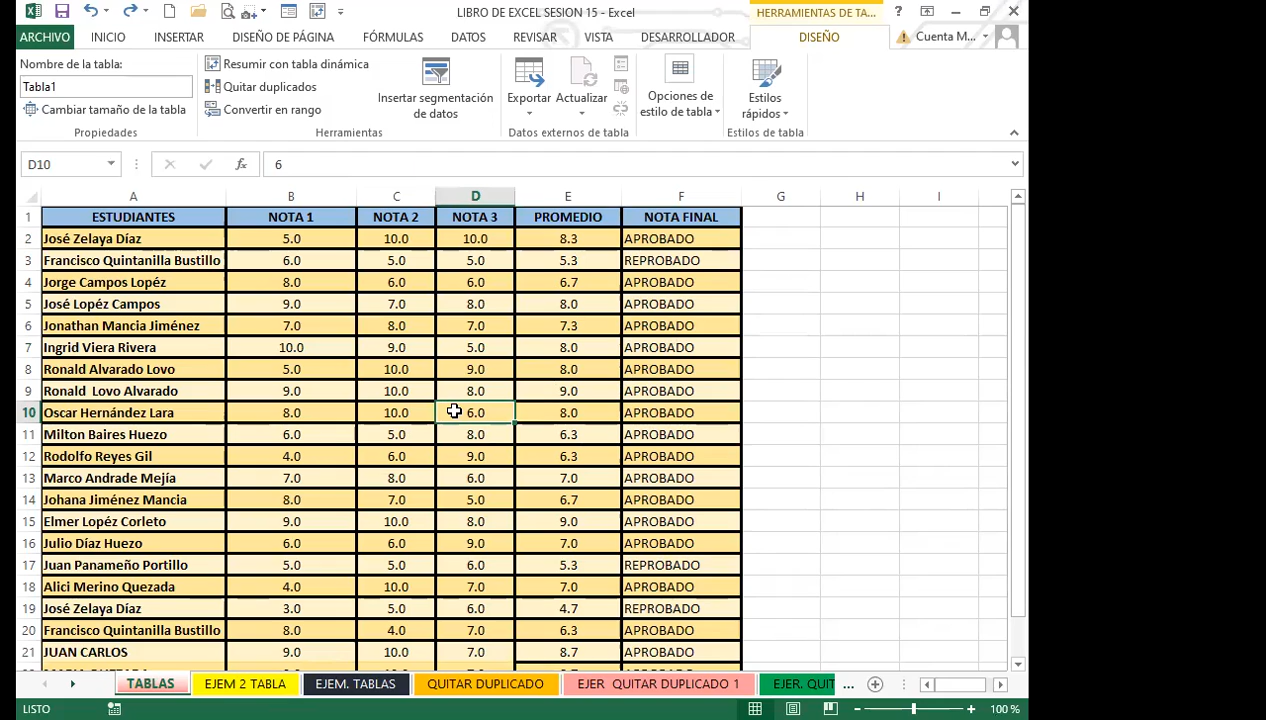 LIBRO DE EXCEL SESION 15 - Excel
HERRAMIENTAS DE TA...
ARCHIVO INICIO INSERTAR DISEÑO DE PÁGINA FÓRMULAS DATOS REVISAR VISTA DESARROLLADOR DISEÑO Cuenta M...
Nombre de la tabla:
Tabla1
Cambiar tamaño de la tabla
Propiedades
Resumir con tabla dinámica
Quitar duplicados
Convertir en rango
Insertar segmentación
de datos
Herramientas
Exportar Actualizar
Datos externos de tabla
Opciones de
estilo de tabla
Estilos
rápidos
Estilos de tabla
D10 fx 6
A B C D E F G H I
1 ESTUDIANTES NOTA 1 NOTA 2 NOTA 3 PROMEDIO NOTA FINAL
2 José Zelaya Díaz 5.0 10.0 10.0 8.3 APROBADO
3 Francisco Quintanilla Bustillo 6.0 5.0 5.0 5.3 REPROBADO
4 Jorge Campos Lopéz 8.0 6.0 6.0 6.7 APROBADO
5 José Lopéz Campos 9.0 7.0 8.0 8.0 APROBADO
6 Jonathan Mancia Jiménez 7.0 8.0 7.0 7.3 APROBADO
7 Ingrid Viera Rivera 10.0 9.0 5.0 8.0 APROBADO
8 Ronald Alvarado Lovo 5.0 10.0 9.0 8.0 APROBADO
9 Ronald Lovo Alvarado 9.0 10.0 8.0 9.0 APROBADO
10 Oscar Hernández Lara 8.0 10.0 6.0 8.0 APROBADO
11 Milton Baires Huezo 6.0 5.0 8.0 6.3 APROBADO
12 Rodolfo Reyes Gil 4.0 6.0 9.0 6.3 APROBADO
13 Marco Andrade Mejía 7.0 8.0 6.0 7.0 APROBADO
14 Johana Jiménez Mancia 8.0 7.0 5.0 6.7 APROBADO
15 Elmer Lopéz Corleto 9.0 10.0 8.0 9.0 APROBADO
16 Julio Díaz Huezo 6.0 6.0 9.0 7.0 APROBADO
17 Juan Panameño Portillo 5.0 5.0 6.0 5.3 REPROBADO
18 Alici Merino Quezada 4.0 10.0 7.0 7.0 APROBADO
19 José Zelaya Díaz 3.0 5.0 6.0 4.7 REPROBADO
20 Francisco Quintanilla Bustillo 8.0 4.0 7.0 6.3 APROBADO
21 JUAN CARLOS 9.0 10.0 7.0 8.7 APROBADO
TABLAS EJEM 2 TABLA EJEM. TABLAS QUITAR DUPLICADO EJER QUITAR DUPLICADO 1 EJER. QUIT ...
LISTO 100 %